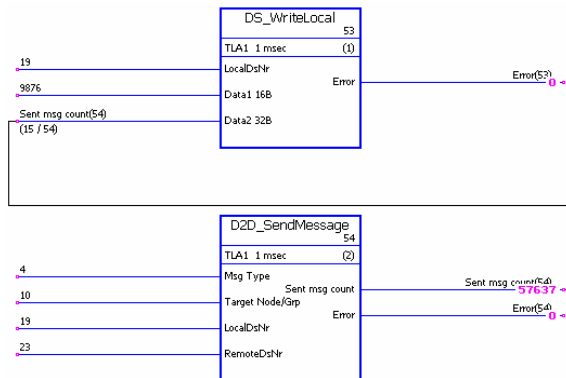 DS_WriteLocal
53
TLA1 1 msec (1)
19
LocalDsNr
Error
Error(53)
0
9876
Data1 16B
Sent msg count(54)
Data2 32B
(15 / 54)
D2D_SendMessage
54
TLA1 1 msec (2)
4
Msg Type
Sent msg count
Sent msg count(54)
57637
10
Target Node/Grp
Error
Error(54)
0
19
LocalDsNr
23
RemoteDsNr